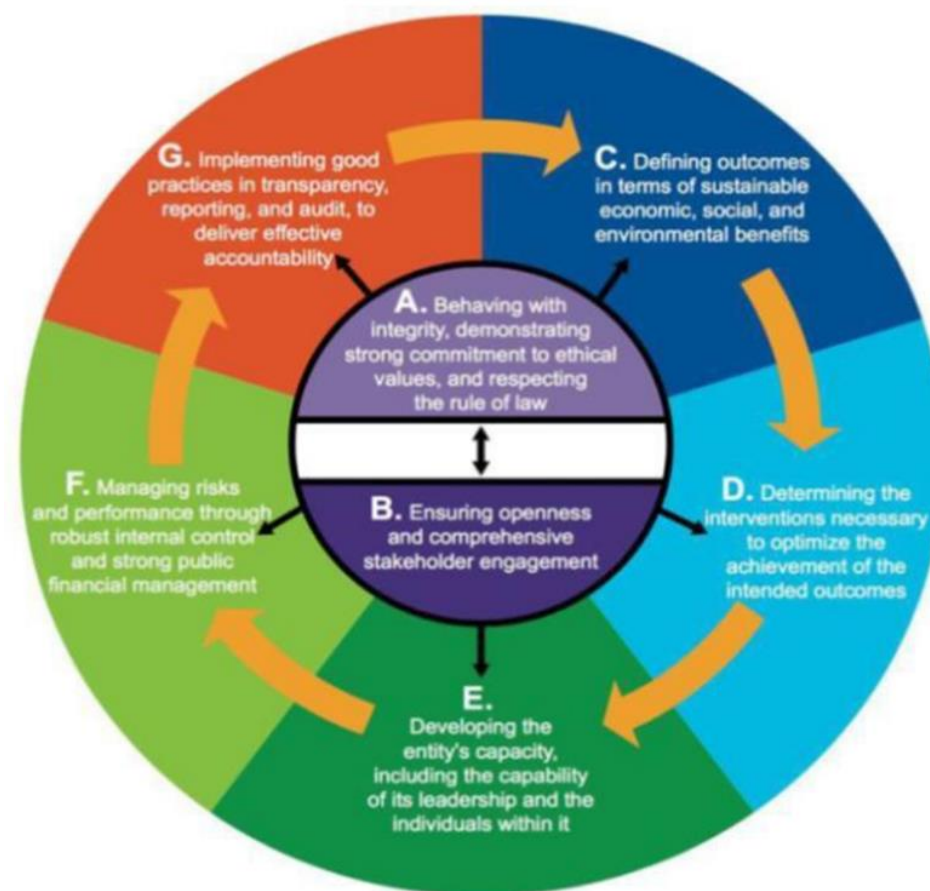 G. Implementing good
practices in transparency,
reporting, and audit, to
deliver effective
accountability
C. Defining outcomes
in terms of sustainable
economic, social, and
environmental benefits
A. Behaving with
integrity, demonstrating
strong commitment to ethical
values, and respecting
the rule of law
B. Ensuring openness
and comprehensive
stakeholder engagement
F. Managing risks
and performance through
robust internal control
and strong public
financial management
D. Determining the
interventions necessary
to optimize the
achievement of the
intended outcomes
E.
Developing the
entity's capacity,
including the capability
of its leadership and the
individuals within it